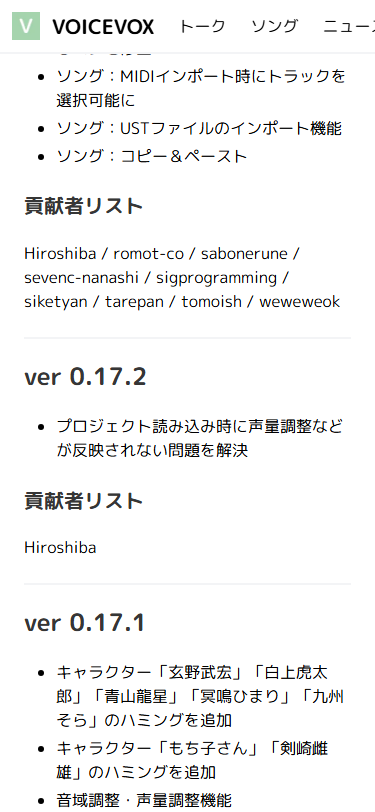 V VOICEVOX トーク ソング ニュース
ソング：MIDIインポート時にトラックを
選択可能に
ソング：USTファイルのインポート機能
ソング：コピー＆ペースト
貢献者リスト
Hiroshiba / romot-co / sabonerune /
sevenc-nanashi / sigprogramming /
siketyan / tarepan / tomoish / weweweok
ver 0.17.2
プロジェクト読み込み時に声量調整など
が反映されない問題を解決
貢献者リスト
Hiroshiba
ver 0.17.1
キャラクター「玄野武宏」「白上虎太
郎」「青山龍星」「冥鳴ひまり」「九州
そら」のハミングを追加
キャラクター「もち子さん」「剣崎雌
雄」のハミングを追加
音域調整・声量調整機能